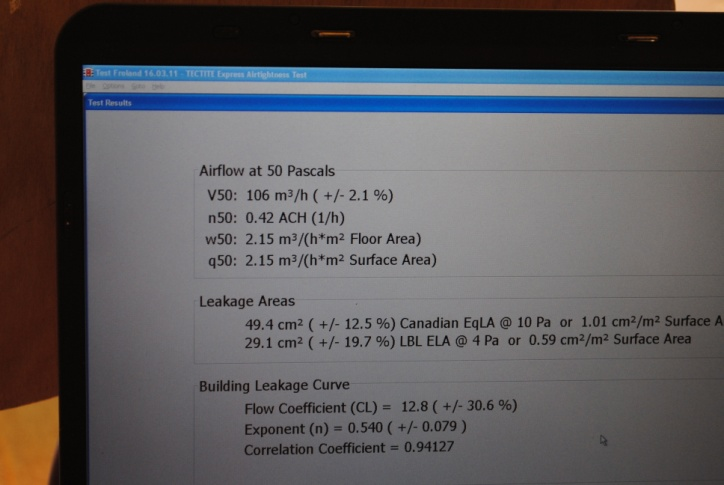 Test Froland 16.03.11 - TECTITE Express Airtightness Test
File Options Goto Help
Test Results
Airflow at 50 Pascals
V50: 106 m³/h ( +/- 2.1 %)
n50: 0.42 ACH (1/h)
w50: 2.15 m³/(h*m² Floor Area)
q50: 2.15 m³/(h*m² Surface Area)
Leakage Areas
49.4 cm² ( +/- 12.5 %) Canadian EqLA @ 10 Pa or 1.01 cm²/m² Surface A
29.1 cm² ( +/- 19.7 %) LBL ELA @ 4 Pa or 0.59 cm²/m² Surface Area
Building Leakage Curve
Flow Coefficient (CL) = 12.8 ( +/- 30.6 %)
Exponent (n) = 0.540 ( +/- 0.079 )
Correlation Coefficient = 0.94127